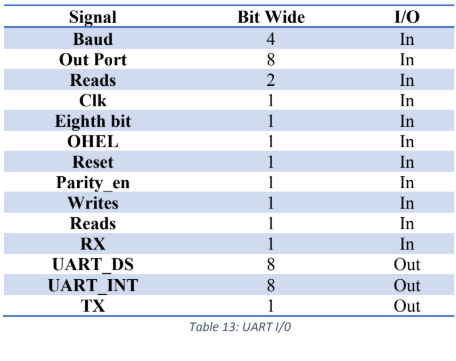 Signal Bit Wide I/O
Baud 4 In
Out Port 8 In
Reads 2 In
Clk 1 In
Eighth bit 1 In
OHEL 1 In
Reset 1 In
Parity_en 1 In
Writes 1 In
Reads 1 In
RX 1 In
UART_DS 8 Out
UART_INT 8 Out
TX 1 Out
Table 13: UART I/0